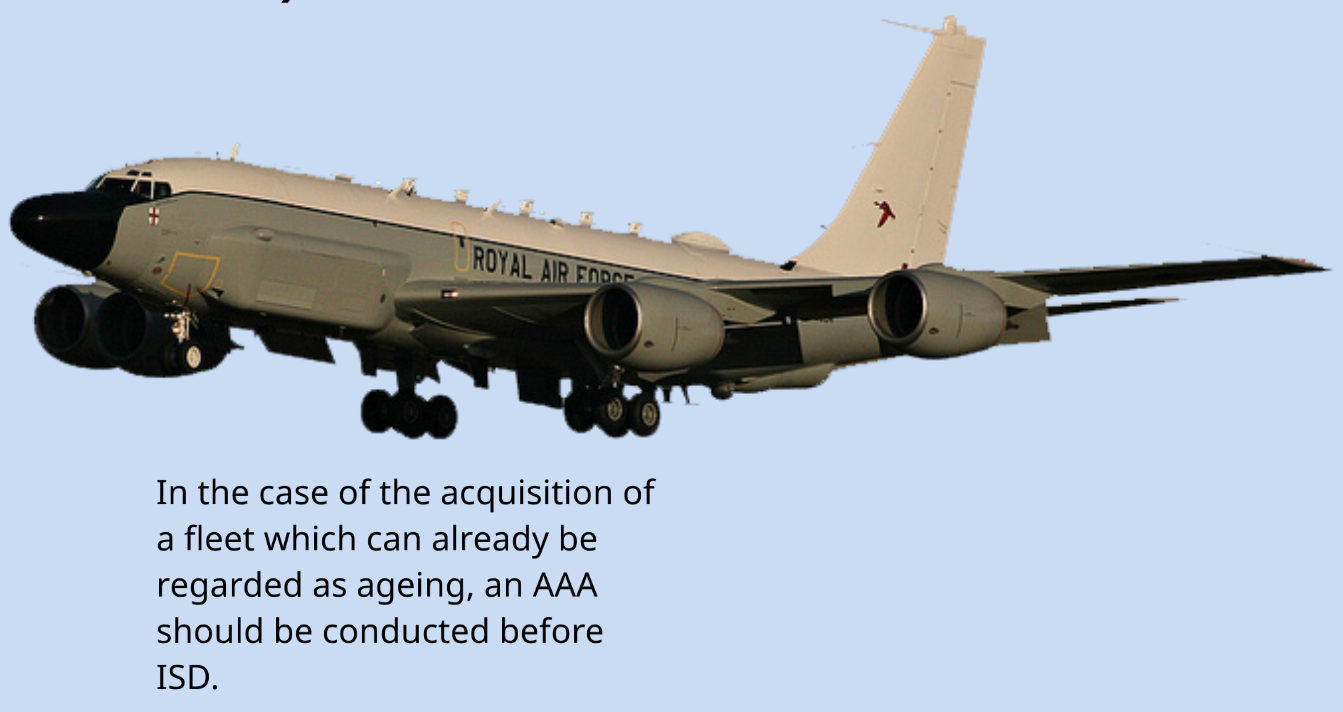 ROYAL AIR FORCE
In the case of the acquisition of
a fleet which can already be
regarded as ageing, an AAA
should be conducted before
ISD.